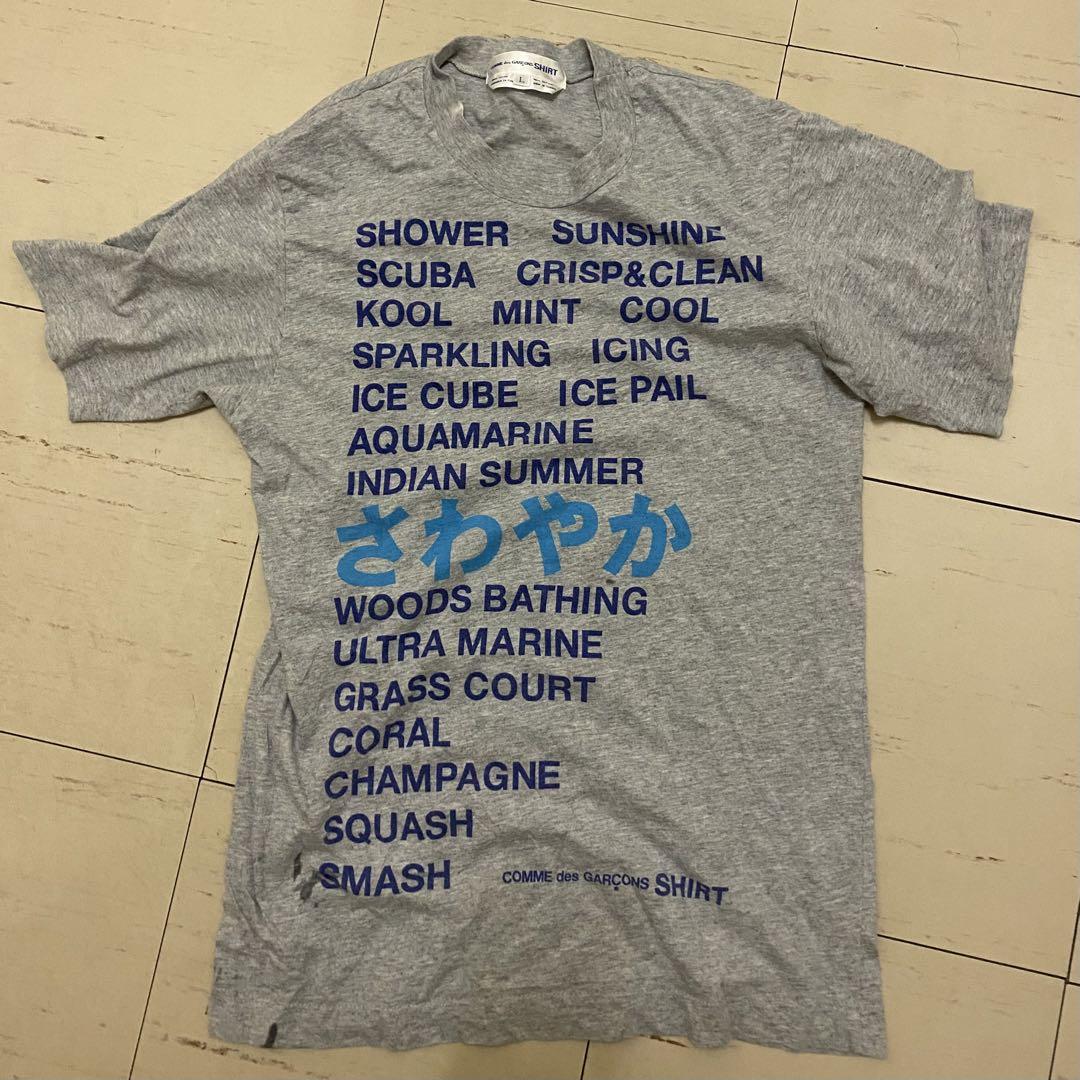 COMME des GARÇONS SHIRT
L
SHOWER SUNSHINE
SCUBA CRISP&CLEAN
KOOL MINT COOL
SPARKLING ICING
ICE CUBE ICE PAIL
AQUAMARINE
INDIAN SUMMER
さわやか
WOODS BATHING
ULTRA MARINE
GRASS COURT
CORAL
CHAMPAGNE
SQUASH
SMASH COMME des GARÇONS SHIRT